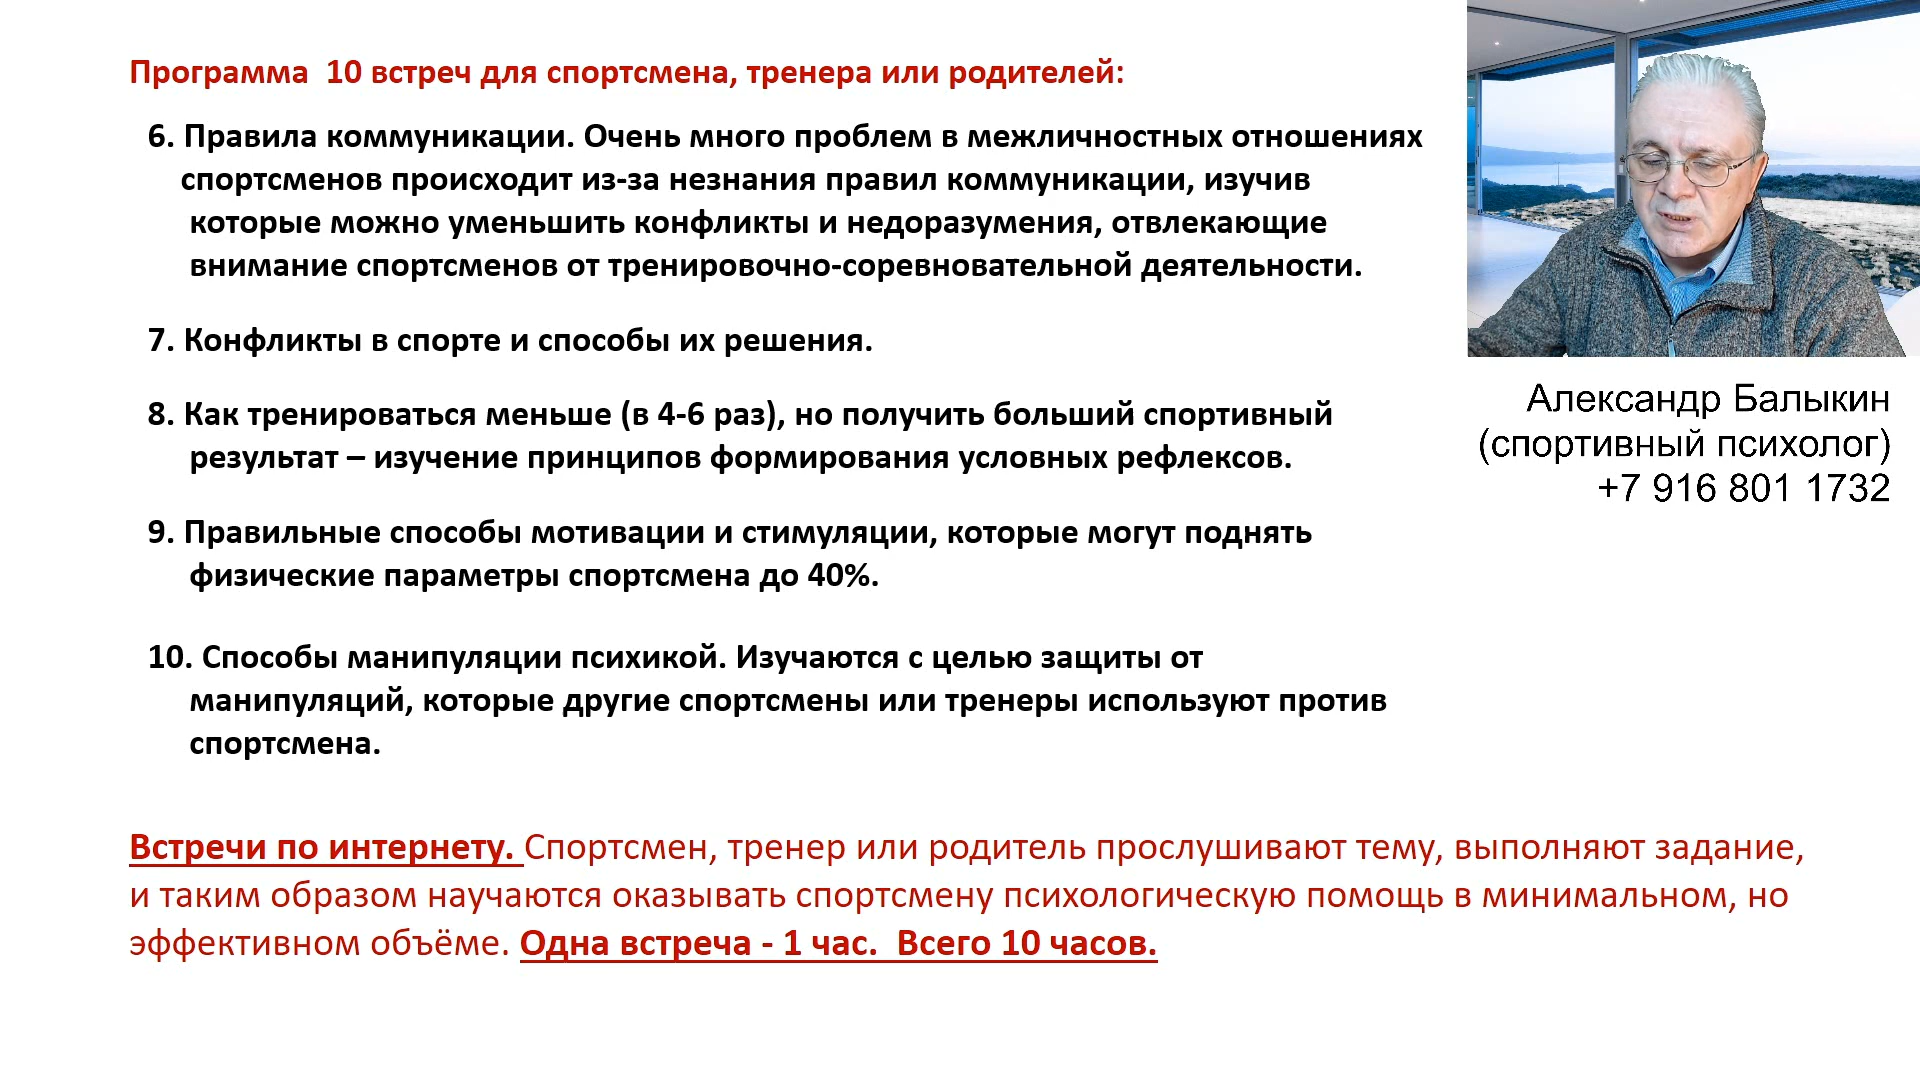 Программа  10 встреч для спортсмена, тренера или родителей:
6. Правила коммуникации. Очень много проблем в межличностных отношениях
спортсменов происходит из-за незнания правил коммуникации, изучив
которые можно уменьшить конфликты и недоразумения, отвлекающие
внимание спортсменов от тренировочно-соревновательной деятельности.
7. Конфликты в спорте и способы их решения.
8. Как тренироваться меньше (в 4-6 раз), но получить больший спортивный
результат – изучение принципов формирования условных рефлексов.
9. Правильные способы мотивации и стимуляции, которые могут поднять
физические параметры спортсмена до 40%.
10. Способы манипуляции психикой. Изучаются с целью защиты от
манипуляций, которые другие спортсмены или тренеры используют против
спортсмена.
Встречи по интернету. Спортсмен, тренер или родитель прослушивают тему, выполняют задание,
и таким образом научаются оказывать спортсмену психологическую помощь в минимальном, но
эффективном объёме. Одна встреча - 1 час.  Всего 10 часов.
Александр Балыкин
(спортивный психолог)
+7 916 801 1732